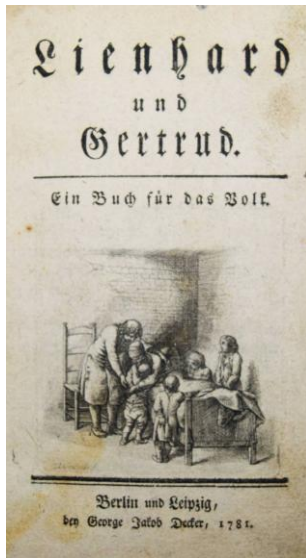 Lienhard
und
Gertrud.
Ein Buch für das Volk.
Berlin und Leipzig,
bey George Jakob Decker, 1781.